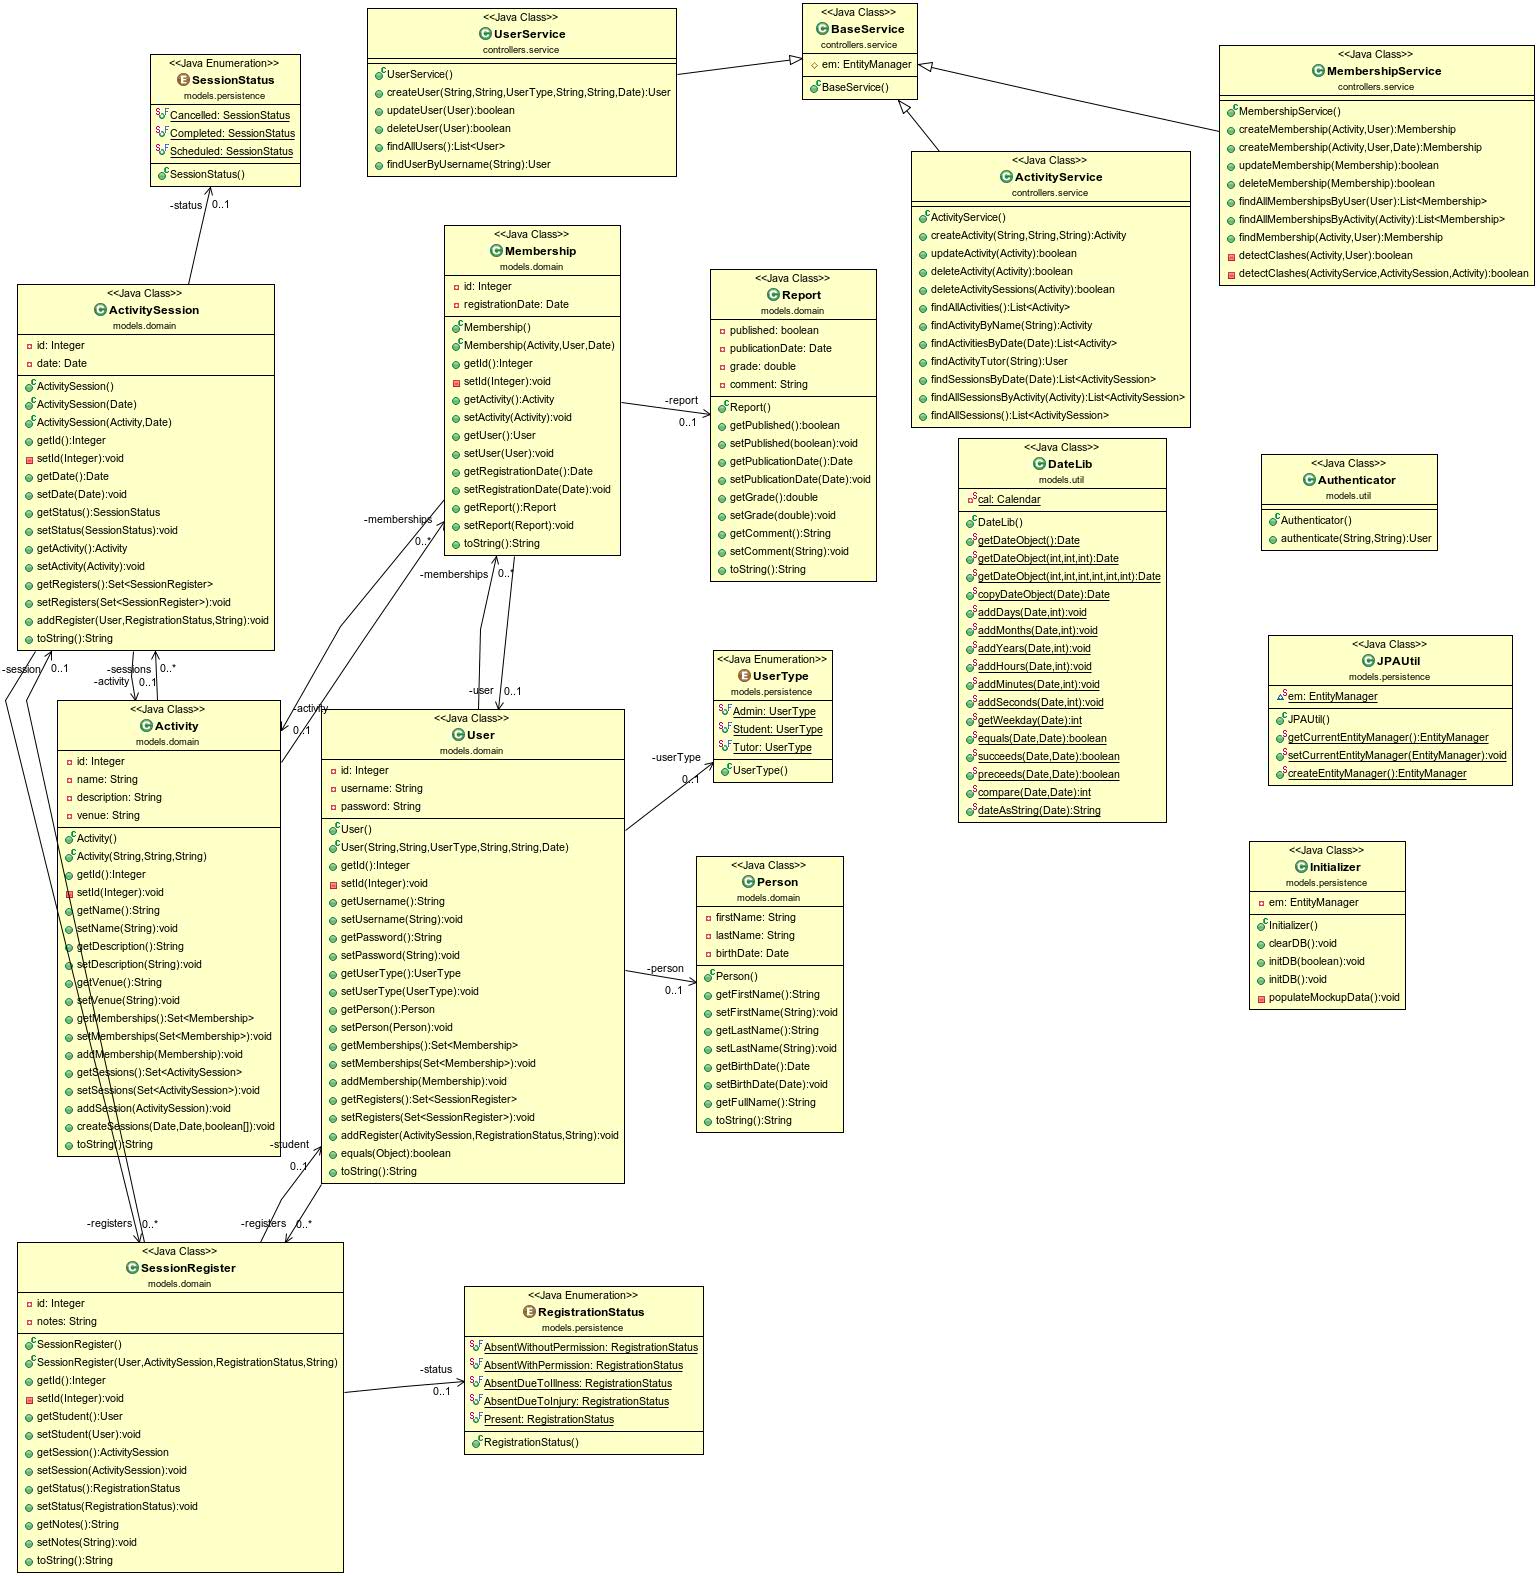 <<Java Class>>
UserService
controllers.service
UserService()
createUser(String,String,UserType,String,String,Date):User
updateUser(User):boolean
deleteUser(User):boolean
findAllUsers():List<User>
findUserByUsername(String):User
<<Java Class>>
BaseService
controllers.service
em: EntityManager
BaseService()
<<Java Class>>
MembershipService
controllers.service
MembershipService()
createMembership(Activity,User):Membership
createMembership(Activity,User,Date):Membership
updateMembership(Membership):boolean
deleteMembership(Membership):boolean
findAllMembershipsByUser(User):List<Membership>
findAllMembershipsByActivity(Activity):List<Membership>
findMembership(Activity,User):Membership
detectClashes(Activity,User):boolean
detectClashes(ActivityService,ActivitySession,Activity):boolean
<<Java Enumeration>>
SessionStatus
models.persistence
Cancelled: SessionStatus
Completed: SessionStatus
Scheduled: SessionStatus
SessionStatus()
-status
0..1
<<Java Class>>
ActivityService
controllers.service
ActivityService()
createActivity(String,String,String):Activity
updateActivity(Activity):boolean
deleteActivity(Activity):boolean
deleteActivitySessions(Activity):boolean
findAllActivities():List<Activity>
findActivityByName(String):Activity
findActivitiesByDate(Date):List<Activity>
findActivityTutor(String):User
findSessionsByDate(Date):List<ActivitySession>
findAllSessionsByActivity(Activity):List<ActivitySession>
findAllSessions():List<ActivitySession>
<<Java Class>>
Membership
models.domain
id: Integer
registrationDate: Date
Membership()
Membership(Activity,User,Date)
getId():Integer
setId(Integer):void
getActivity():Activity
setActivity(Activity):void
getUser():User
setUser(User):void
getRegistrationDate():Date
setRegistrationDate(Date):void
getReport():Report
setReport(Report):void
toString():String
-report
0..1
<<Java Class>>
Report
models.domain
published: boolean
publicationDate: Date
grade: double
comment: String
Report()
getPublished():boolean
setPublished(boolean):void
getPublicationDate():Date
setPublicationDate(Date):void
getGrade():double
setGrade(double):void
getComment():String
setComment(String):void
toString():String
<<Java Class>>
ActivitySession
models.domain
id: Integer
date: Date
ActivitySession()
ActivitySession(Date)
ActivitySession(Activity,Date)
getId():Integer
setId(Integer):void
getDate():Date
setDate(Date):void
getStatus():SessionStatus
setStatus(SessionStatus):void
getActivity():Activity
setActivity(Activity):void
getRegisters():Set<SessionRegister>
setRegisters(Set<SessionRegister>):void
addRegister(User,RegistrationStatus,String):void
toString():String
-memberships
0..*
-memberships
0..*
-session
0..1
-sessions
0..*
-activity
0..1
-activity
0..1
-user
0..1
<<Java Class>>
DateLib
models.util
cal: Calendar
DateLib()
getDateObject():Date
getDateObject(int,int,int):Date
getDateObject(int,int,int,int,int,int):Date
copyDateObject(Date):Date
addDays(Date,int):void
addMonths(Date,int):void
addYears(Date,int):void
addHours(Date,int):void
addMinutes(Date,int):void
addSeconds(Date,int):void
getWeekday(Date):int
equals(Date,Date):boolean
succeeds(Date,Date):boolean
preceeds(Date,Date):boolean
compare(Date,Date):int
dateAsString(Date):String
<<Java Class>>
Authenticator
models.util
Authenticator()
authenticate(String,String):User
<<Java Class>>
JPAUtil
models.persistence
em: EntityManager
JPAUtil()
getCurrentEntityManager():EntityManager
setCurrentEntityManager(EntityManager):void
createEntityManager():EntityManager
<<Java Class>>
Initializer
models.persistence
em: EntityManager
Initializer()
clearDB():void
initDB(boolean):void
initDB():void
populateMockupData():void
<<Java Class>>
Activity
models.domain
id: Integer
name: String
description: String
venue: String
Activity()
Activity(String,String,String)
getId():Integer
setId(Integer):void
getName():String
setName(String):void
getDescription():String
setDescription(String):void
getVenue():String
setVenue(String):void
getMemberships():Set<Membership>
setMemberships(Set<Membership>):void
addMembership(Membership):void
getSessions():Set<ActivitySession>
setSessions(Set<ActivitySession>):void
addSession(ActivitySession):void
createSessions(Date,Date,boolean[]):void
toString():String
<<Java Class>>
User
models.domain
id: Integer
username: String
password: String
User()
User(String,String,UserType,String,String,Date)
getId():Integer
setId(Integer):void
getUsername():String
setUsername(String):void
getPassword():String
setPassword(String):void
getUserType():UserType
setUserType(UserType):void
getPerson():Person
setPerson(Person):void
getMemberships():Set<Membership>
setMemberships(Set<Membership>):void
addMembership(Membership):void
getRegisters():Set<SessionRegister>
setRegisters(Set<SessionRegister>):void
addRegister(ActivitySession,RegistrationStatus,String):void
equals(Object):boolean
toString():String
<<Java Enumeration>>
UserType
models.persistence
Admin: UserType
Student: UserType
Tutor: UserType
UserType()
-userType
0..1
<<Java Class>>
Person
models.domain
firstName: String
lastName: String
birthDate: Date
Person()
getFirstName():String
setFirstName(String):void
getLastName():String
setLastName(String):void
getBirthDate():Date
setBirthDate(Date):void
getFullName():String
toString():String
-person
0..1
-student
0..1
-registers
0..*
-registers
0..*
<<Java Class>>
SessionRegister
models.domain
id: Integer
notes: String
SessionRegister()
SessionRegister(User,ActivitySession,RegistrationStatus,String)
getId():Integer
setId(Integer):void
getStudent():User
setStudent(User):void
getSession():ActivitySession
setSession(ActivitySession):void
getStatus():RegistrationStatus
setStatus(RegistrationStatus):void
getNotes():String
setNotes(String):void
toString():String
-status
0..1
<<Java Enumeration>>
RegistrationStatus
models.persistence
AbsentWithoutPermission: RegistrationStatus
AbsentWithPermission: RegistrationStatus
AbsentDueToIllness: RegistrationStatus
AbsentDueToInjury: RegistrationStatus
Present: RegistrationStatus
RegistrationStatus()